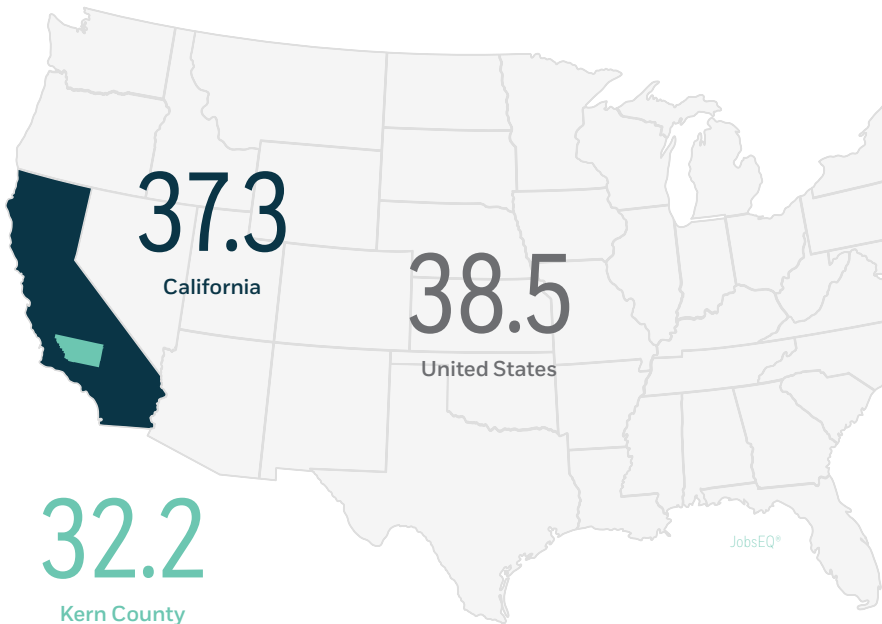 37.3
California
38.5
United States
32.2
Kern County
JobsEQ®